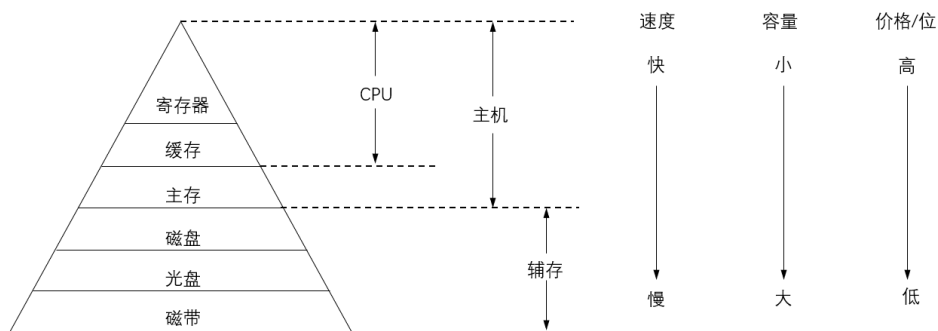 速度 容量 价格/位
快 小 高
CPU
寄存器
主机
缓存
主存
磁盘
辅存
光盘
慢 大 低
磁带